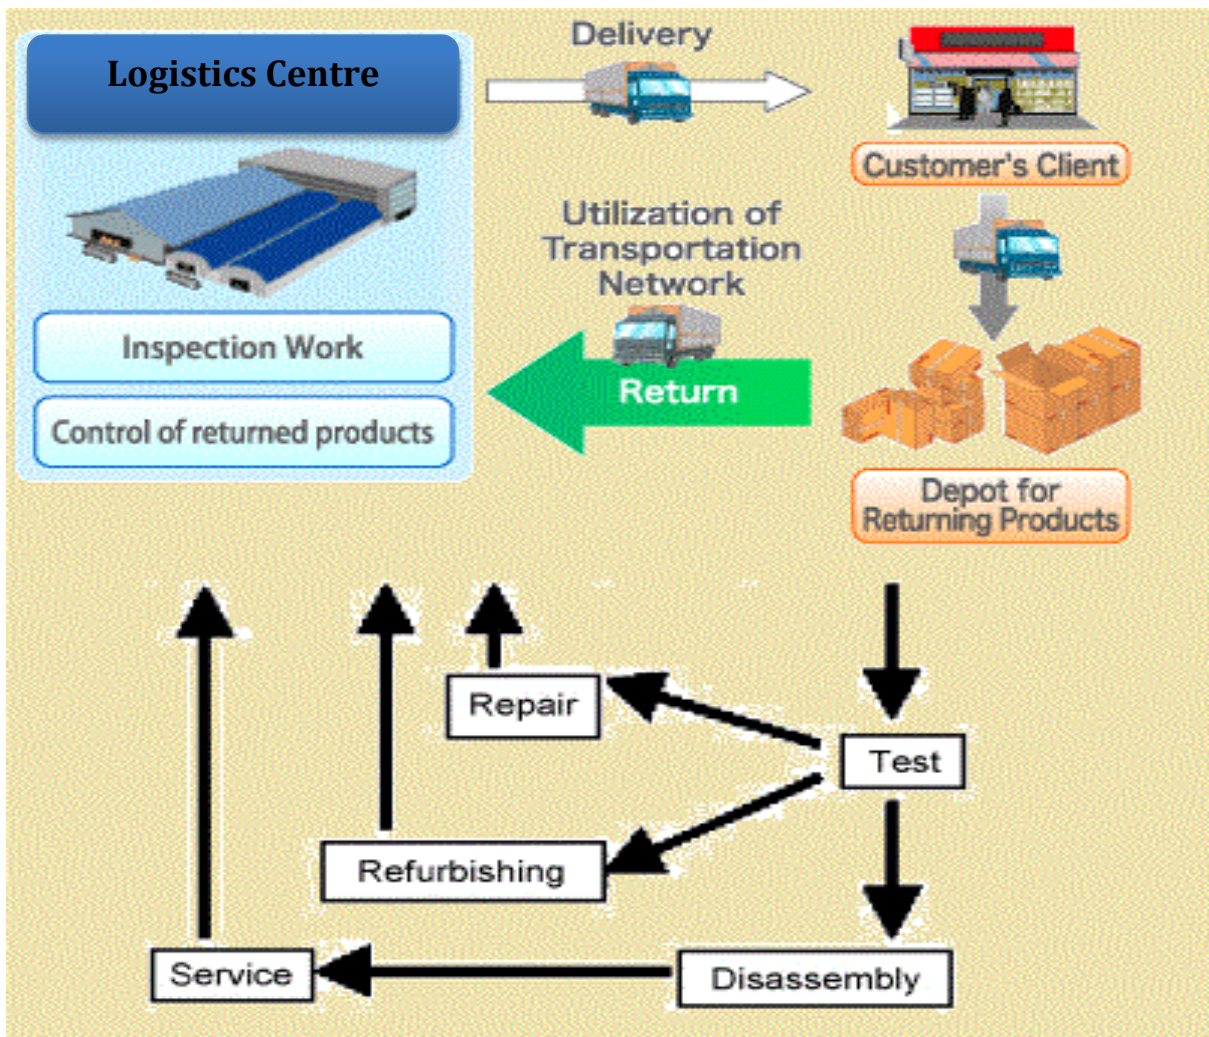 Logistics Centre
Delivery
Customer's Client
Utilization of
Transportation
Network
Inspection Work
Return
Control of returned products
Depot for
Returning Products
Repair
Test
Refurbishing
Service
Disassembly